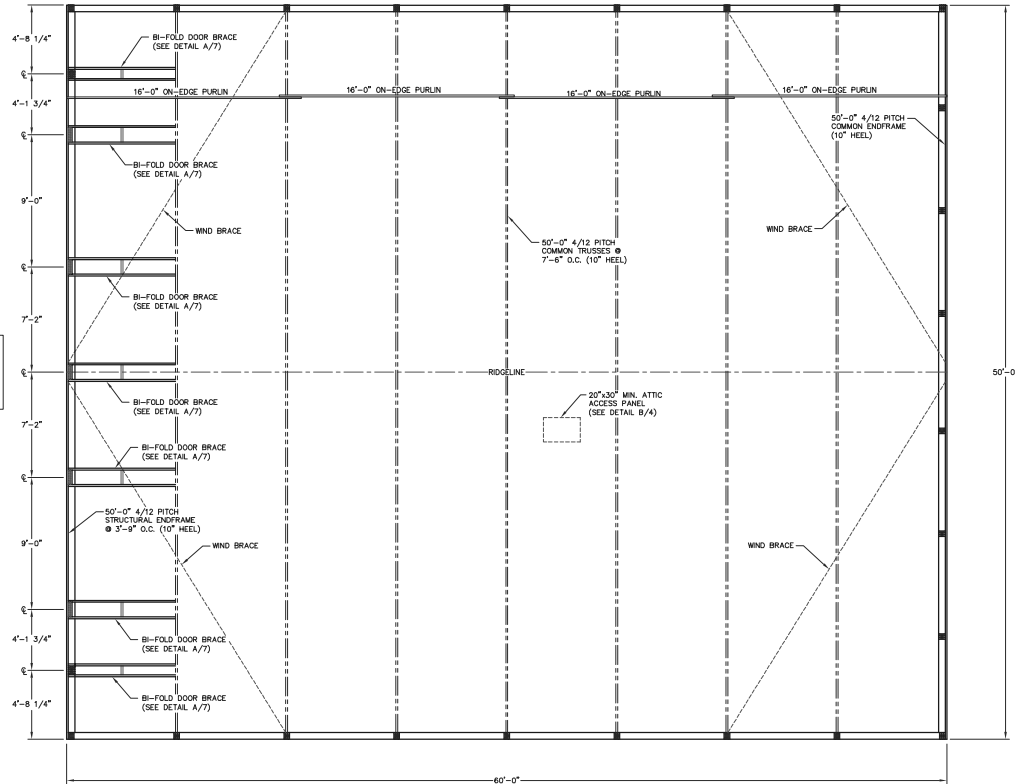 4'-8 1/4"
BI-FOLD DOOR BRACE
(SEE DETAIL A/7)
℄
4'-1 3/4"
16'-0" ON-EDGE PURLIN
16'-0" ON-EDGE PURLIN
16'-0" ON-EDGE PURLIN
16'-0" ON-EDGE PURLIN
50'-0" 4/12 PITCH
COMMON ENDFRAME
(10" HEEL)
℄
BI-FOLD DOOR BRACE
(SEE DETAIL A/7)
9'-0"
WIND BRACE
WIND BRACE
50'-0" 4/12 PITCH
COMMON TRUSSES @
7'-6" O.C. (10" HEEL)
℄
BI-FOLD DOOR BRACE
(SEE DETAIL A/7)
7'-2"
℄
RIDGELINE
50'-0
BI-FOLD DOOR BRACE
(SEE DETAIL A/7)
20"x30" MIN. ATTIC
ACCESS PANEL
(SEE DETAIL B/4)
7'-2"
BI-FOLD DOOR BRACE
(SEE DETAIL A/7)
℄
50'-0" 4/12 PITCH
STRUCTURAL ENDFRAME
@ 3'-9" O.C. (10" HEEL)
9'-0"
WIND BRACE
WIND BRACE
℄
4'-1 3/4"
BI-FOLD DOOR BRACE
(SEE DETAIL A/7)
℄
4'-8 1/4"
BI-FOLD DOOR BRACE
(SEE DETAIL A/7)
60'-0"